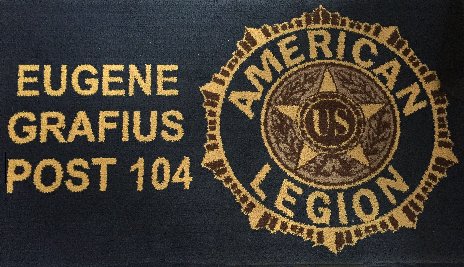 EUGENE
GRAFIUS
POST 104
AMERICAN
US
LEGION